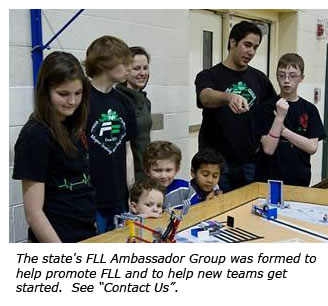 The state's FLL Ambassador Group was formed to
help promote FLL and to help new teams get
started.  See "Contact Us".